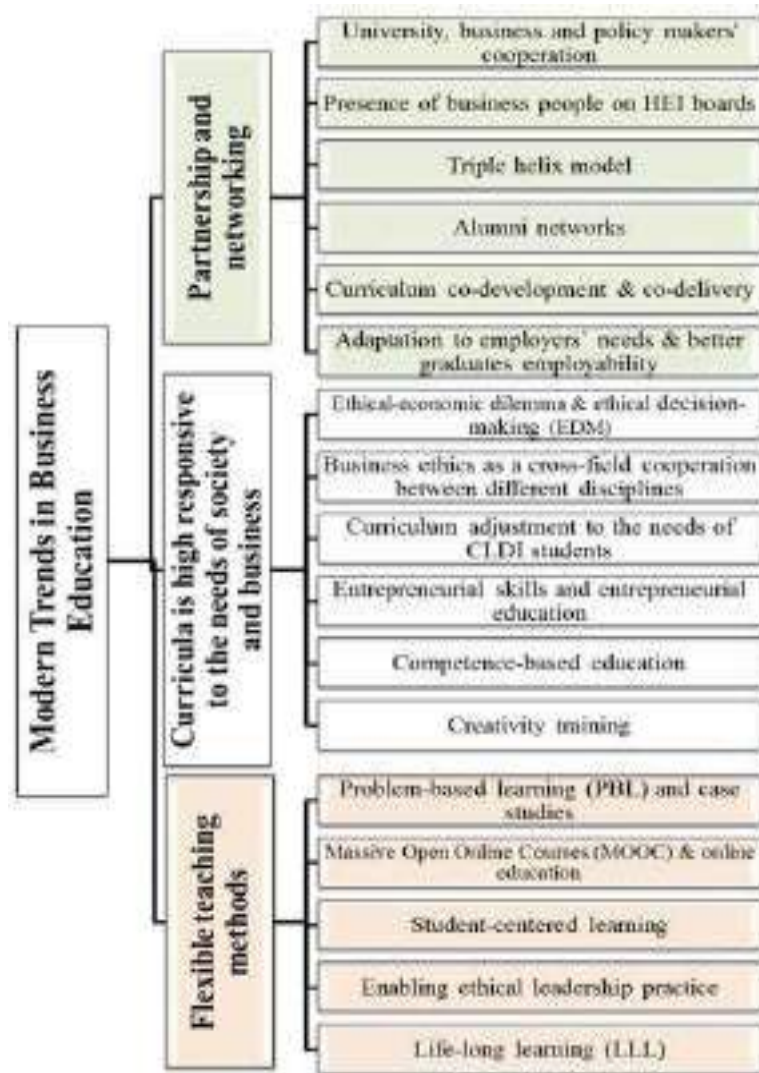 Modern Trends in Business
Education
Partnership and
networking
University, business and policy makers'
cooperation
Presence of business people on HEI boards
Triple helix model
Alumni networks
Curriculum co-development & co-delivery
Adaptation to employers' needs & better
graduates employability
Curricula is high responsive
to the needs of society
and business
Ethical-economic dilemma & ethical decision-
making (EDM)
Business ethics as a cross-field cooperation
between different disciplines
Curriculum adjustment to the needs of
CLDI students
Entrepreneurial skills and entrepreneurial
education
Competence-based education
Creativity training
Flexible teaching
methods
Problem-based learning (PBL) and case
studies
Massive Open Online Courses (MOOC) & online
education
Student-centered learning
Enabling ethical leadership practice
Life-long learning (LLL)